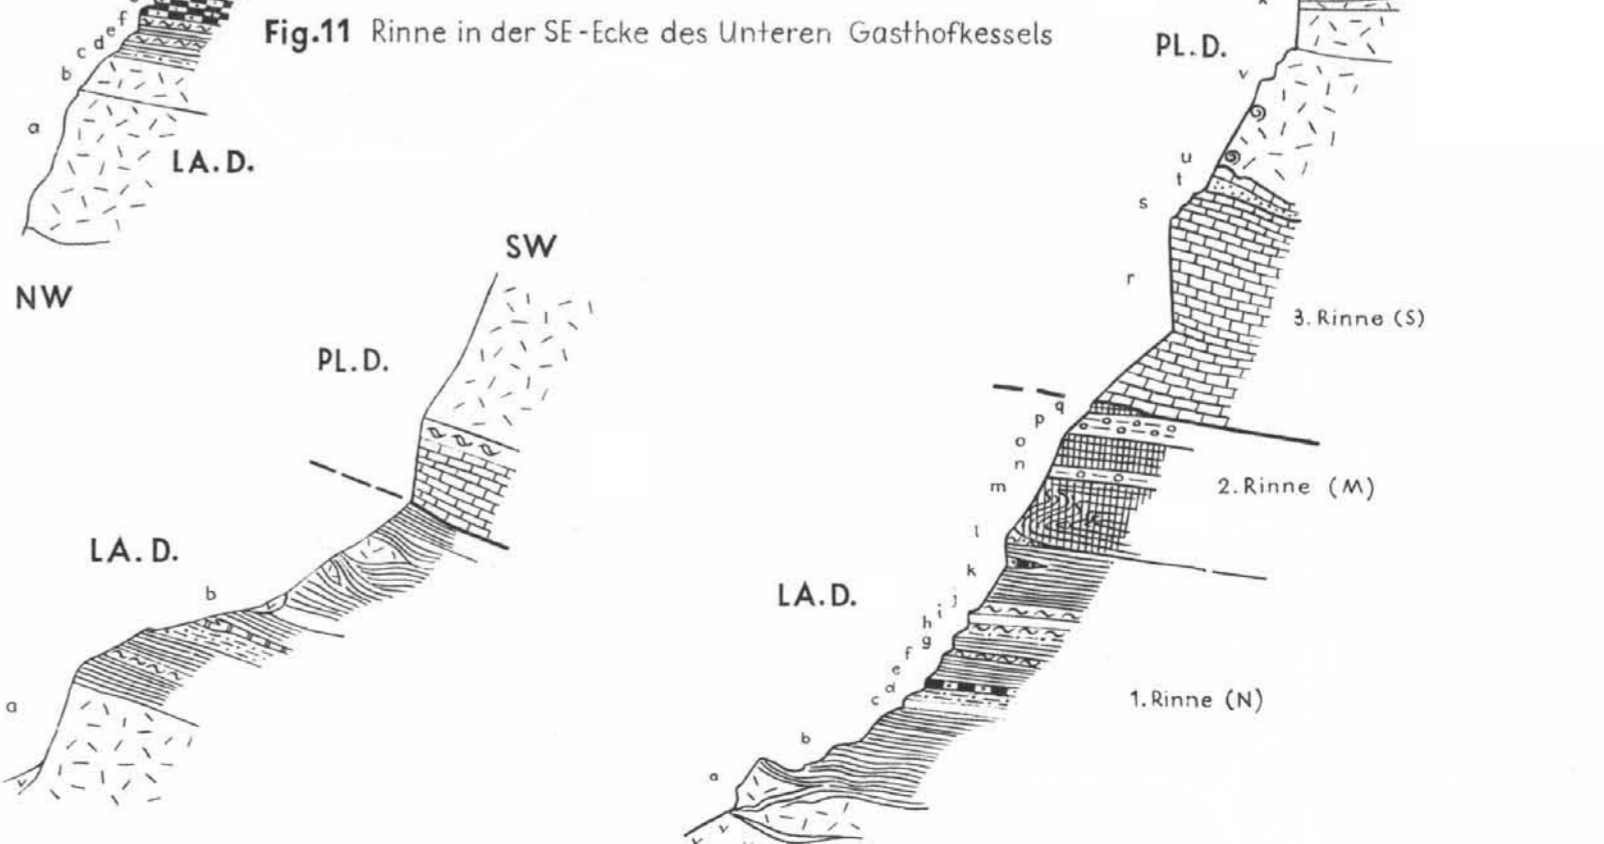 Fig.11 Rinne in der SE-Ecke des Unteren Gasthofkessels
f
e
d
c
b
a
LA.D.
NW
SW
PL.D.
LA.D.
b
a
PL.D.
v
u
t
s
r
3.Rinne (S)
q
p
o
n
m
2.Rinne (M)
l
k
j
i
h
g
f
e
d
c
b
a
LA.D.
1.Rinne (N)